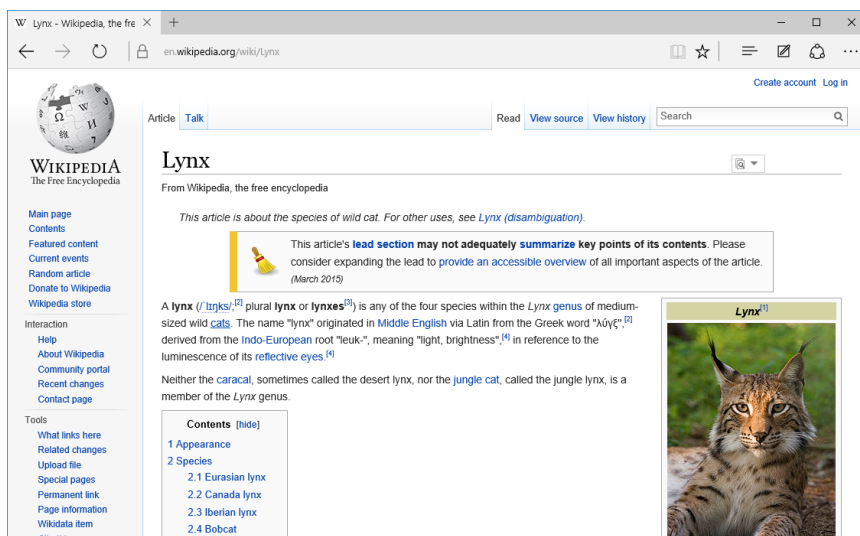 W Lynx - Wikipedia, the fre
en.wikipedia.org/wiki/Lynx
Create account Log in
Article Talk
Read View source View history Search
WIKIPEDIA
The Free Encyclopedia
Main page
Contents
Featured content
Current events
Random article
Donate to Wikipedia
Wikipedia store
Interaction
Help
About Wikipedia
Community portal
Recent changes
Contact page
Tools
What links here
Related changes
Upload file
Special pages
Permanent link
Page information
Wikidata item
Lynx
From Wikipedia, the free encyclopedia
This article is about the species of wild cat. For other uses, see Lynx (disambiguation).
This article's lead section may not adequately summarize key points of its contents. Please
consider expanding the lead to provide an accessible overview of all important aspects of the article.
(March 2015)
A lynx (/ˈlɪŋks/;[2] plural lynx or lynxes[3]) is any of the four species within the Lynx genus of medium-
sized wild cats. The name "lynx" originated in Middle English via Latin from the Greek word "λύγξ",[2]
derived from the Indo-European root "leuk-", meaning "light, brightness",[4] in reference to the
luminescence of its reflective eyes.[4]
Neither the caracal, sometimes called the desert lynx, nor the jungle cat, called the jungle lynx, is a
member of the Lynx genus.
Contents [hide]
1 Appearance
2 Species
2.1 Eurasian lynx
2.2 Canada lynx
2.3 Iberian lynx
2.4 Bobcat
Lynx[1]